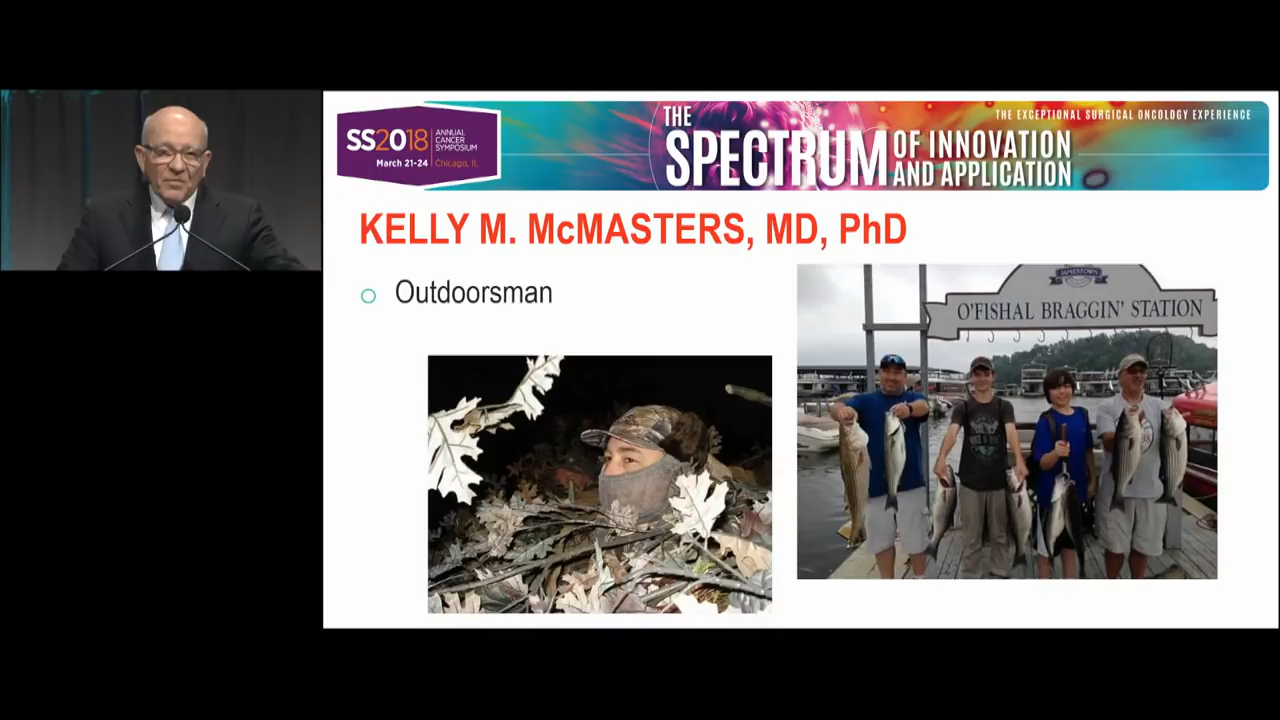 SS2018
ANNUAL
CANCER
SYMPOSIUM
March 21-24
Chicago, IL
THE EXCEPTIONAL SURGICAL ONCOLOGY EXPERIENCE
THE
SPECTRUM
OF INNOVATION
AND APPLICATION
KELLY M. McMASTERS, MD, PhD
Outdoorsman
JAMESTOWN
O'FISHAL BRAGGIN' STATION